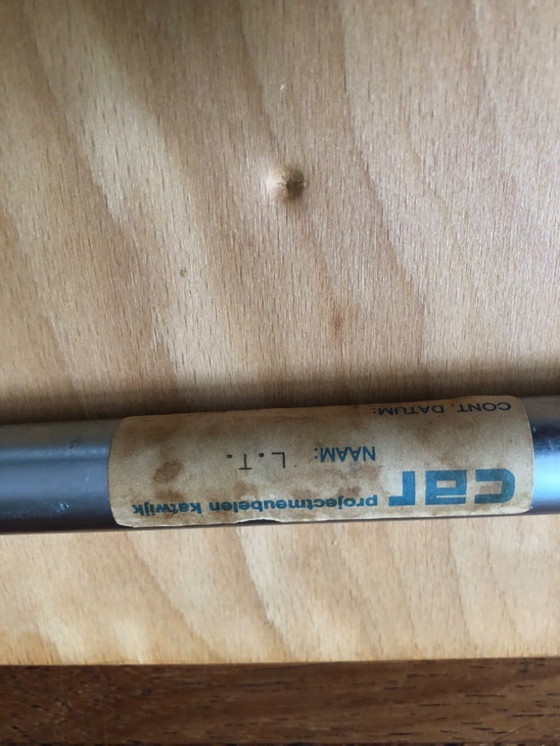 car projectmeubelen katwijk
NAAM: L.T.
CONT. DATUM: